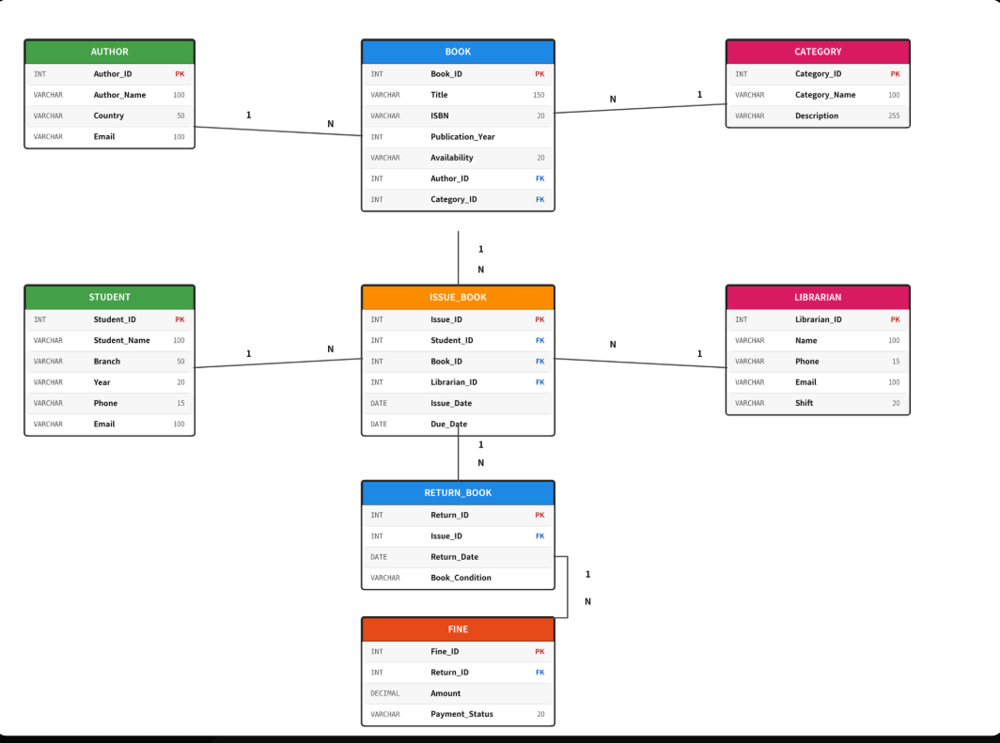 AUTHOR
INT Author_ID PK
VARCHAR Author_Name 100
VARCHAR Country 50
VARCHAR Email 100
1 N
BOOK
INT Book_ID PK
VARCHAR Title 150
VARCHAR ISBN 20
INT Publication_Year
VARCHAR Availability 20
INT Author_ID FK
INT Category_ID FK
N 1
CATEGORY
INT Category_ID PK
VARCHAR Category_Name 100
VARCHAR Description 255
1
N
STUDENT
INT Student_ID PK
VARCHAR Student_Name 100
VARCHAR Branch 50
VARCHAR Year 20
VARCHAR Phone 15
VARCHAR Email 100
1 N
ISSUE_BOOK
INT Issue_ID PK
INT Student_ID FK
INT Book_ID FK
INT Librarian_ID FK
DATE Issue_Date
DATE Due_Date
N 1
LIBRARIAN
INT Librarian_ID PK
VARCHAR Name 100
VARCHAR Phone 15
VARCHAR Email 100
VARCHAR Shift 20
1
N
RETURN_BOOK
INT Return_ID PK
INT Issue_ID FK
DATE Return_Date
VARCHAR Book_Condition
1
N
FINE
INT Fine_ID PK
INT Return_ID FK
DECIMAL Amount
VARCHAR Payment_Status 20